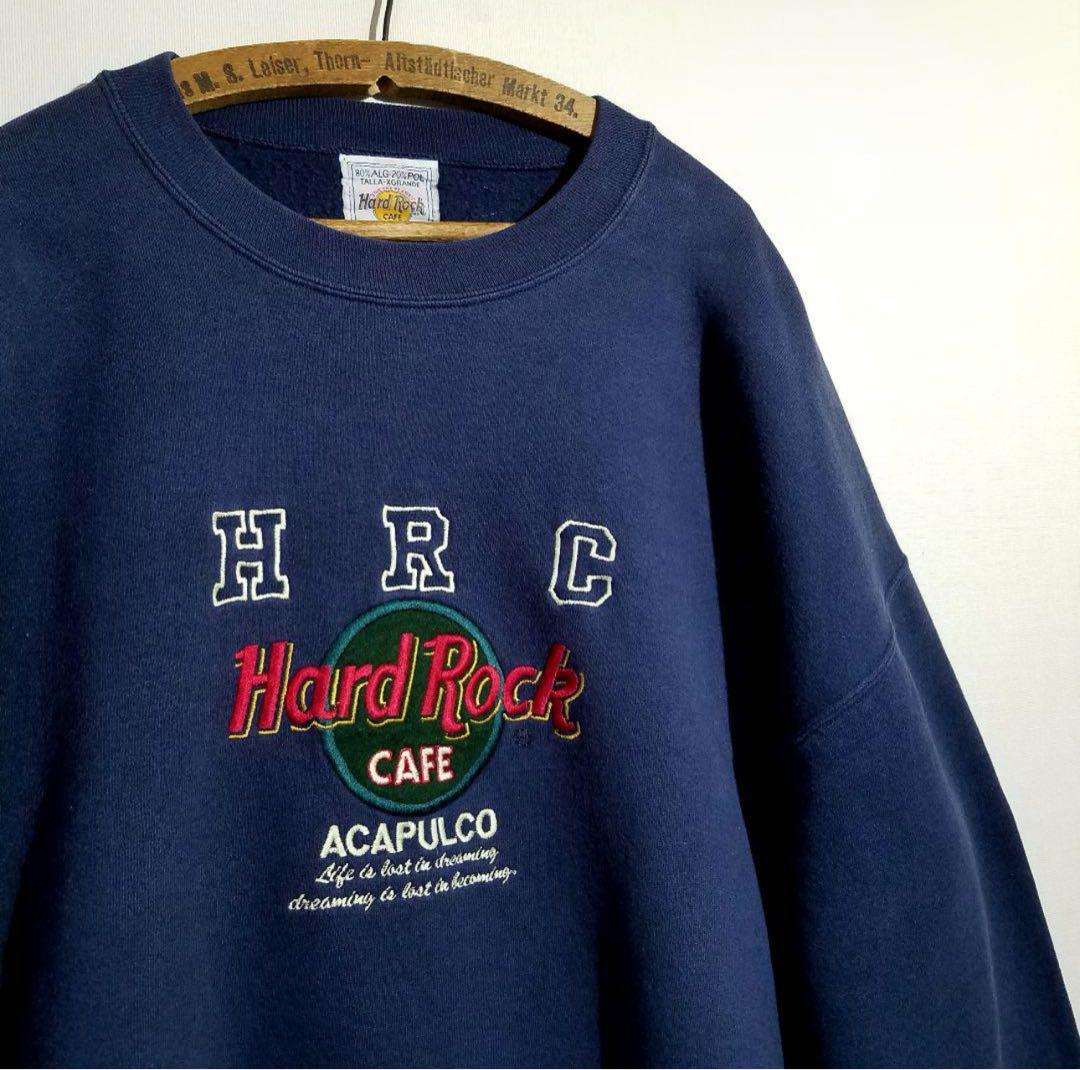 M. S. Leiser, Thorn- Altstädtischer Markt 34.
80%ALG-20%POL
TALLA-XGRANDE
Hard Rock
CAFE
H R C
Hard Rock
CAFE
ACAPULCO
Life is lost in dreaming
dreaming is lost in becoming.